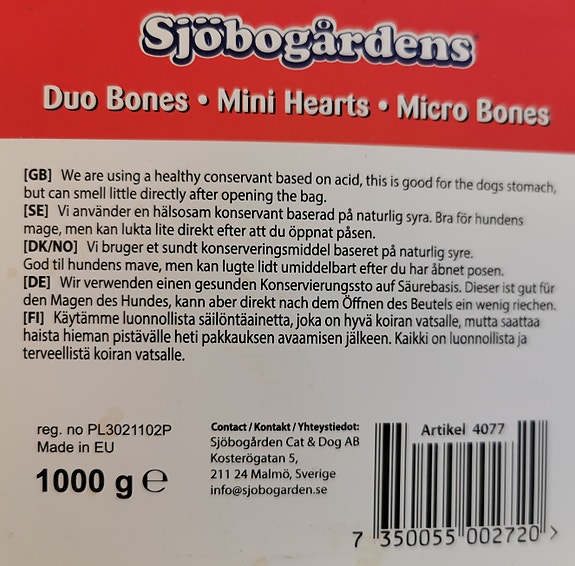 Sjöbogårdens
Duo Bones • Mini Hearts • Micro Bones
[GB] We are using a healthy conservant based on acid, this is good for the dogs stomach,
but can smell little directly after opening the bag.
[SE] Vi använder en hälsosam konservant baserad på naturlig syra. Bra för hundens
mage, men kan lukta lite direkt efter att du öppnat påsen.
[DK/NO] Vi bruger et sundt konserveringsmiddel baseret på naturlig syre.
God til hundens mave, men kan lugte lidt umiddelbart efter du har åbnet posen.
[DE] Wir verwenden einen gesunden Konservierungssto auf Säurebasis. Dieser ist gut für
den Magen des Hundes, kann aber direkt nach dem Öffnen des Beutels ein wenig riechen.
[FI] Käytämme luonnollista säilöntäainetta, joka on hyvä koiran vatsalle, mutta saattaa
haista hieman pistävälle heti pakkauksen avaamisen jälkeen. Kaikki on luonnollista ja
terveellistä koiran vatsalle.
reg. no PL3021102P
Made in EU
1000 g ℮
Contact / Kontakt / Yhteystiedot:
Sjöbogården Cat & Dog AB
Kosterögatan 5,
211 24 Malmö, Sverige
info@sjobogarden.se
Artikel 4077
7 350055 002720 >